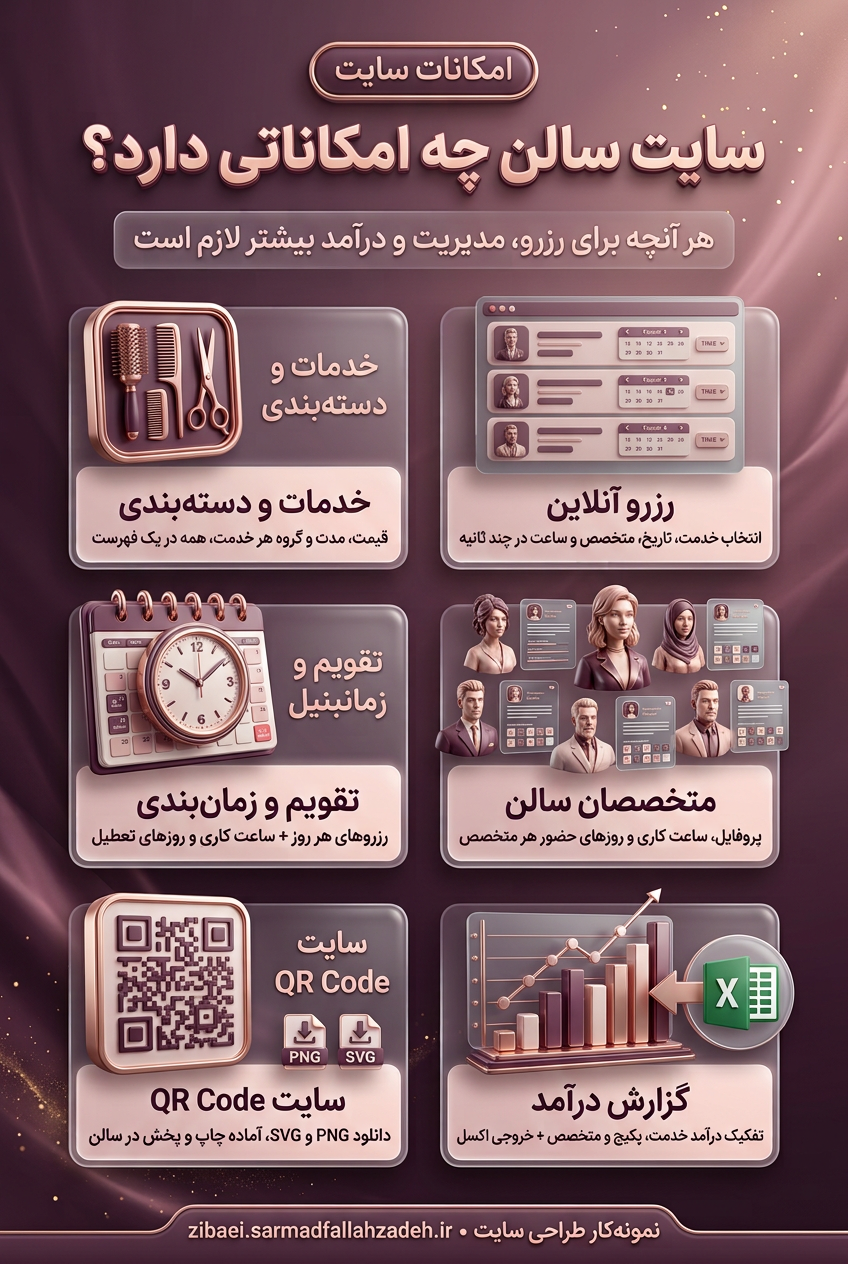 امکانات سایت
سایت سالن چه امکاناتی دارد؟
هر آنچه برای رزرو، مدیریت و درآمد بیشتر لازم است
TIME
TIME
TIME
رزرو آنلاین
انتخاب خدمت، تاریخ، متخصص و ساعت در چند ثانیه
خدمات و
دسته‌بندی
خدمات و دسته‌بندی
قیمت، مدت و گروه هر خدمت، همه در یک فهرست
متخصصان سالن
پروفایل، ساعت کاری و روزهای حضور هر متخصص
12
3
6
9
تقویم و
زمانبنیل
تقویم و زمان‌بندی
رزروهای هر روز + ساعت کاری و روزهای تعطیل
X
گزارش درآمد
تفکیک درآمد خدمت، پکیج و متخصص + خروجی اکسل
سایت
QR Code
PNG
SVG
سایت QR Code
دانلود PNG و SVG، آماده چاپ و پخش در سالن
نمونه‌کار طراحی سایت • zibaei.sarmadfallahzadeh.ir